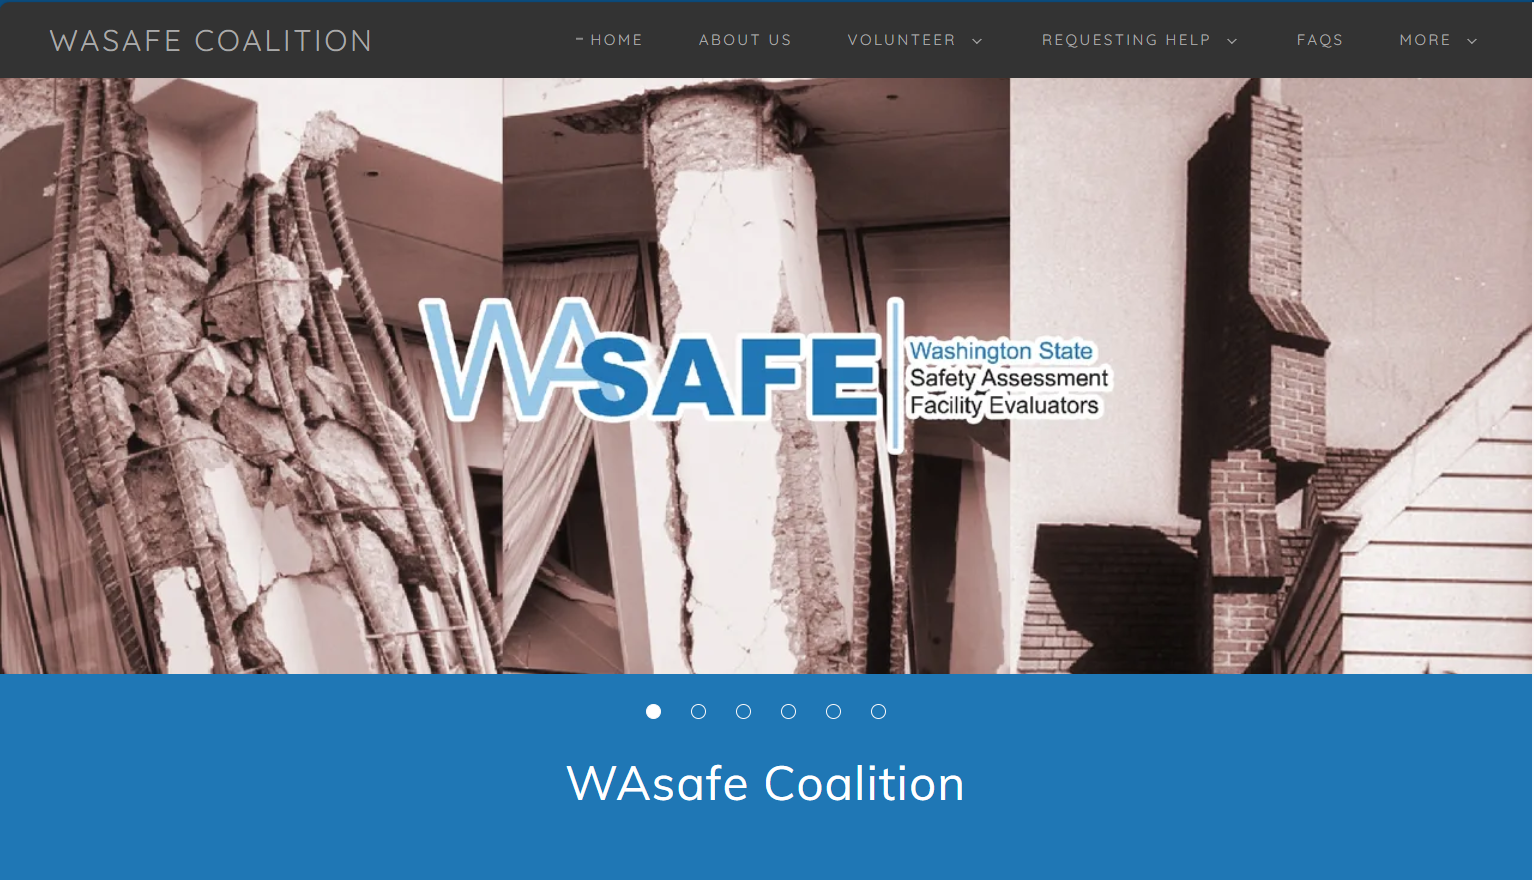 WASAFE COALITION
HOME
ABOUT US
VOLUNTEER
REQUESTING HELP
FAQS
MORE
WASAFE
Washington State
Safety Assessment
Facility Evaluators
WAsafe Coalition